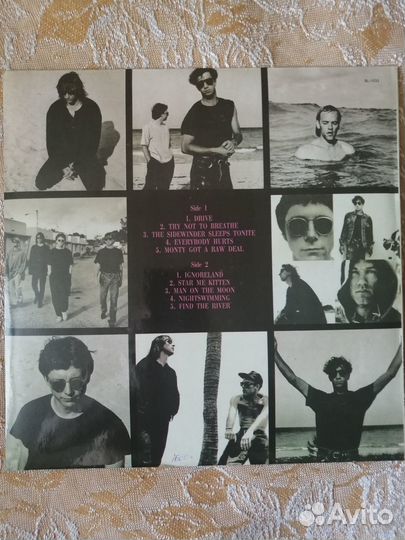 SL-1033
Side 1
1. DRIVE
2. TRY NOT TO BREATHE
3. THE SIDEWINDER SLEEPS TONITE
4. EVERYBODY HURTS
5. MONTY GOT A RAW DEAL
Side 2
1. IGNORELAND
2. STAR ME KITTEN
3. MAN ON THE MOON
4. NIGHTSWIMMING
5. FIND THE RIVER
Avito